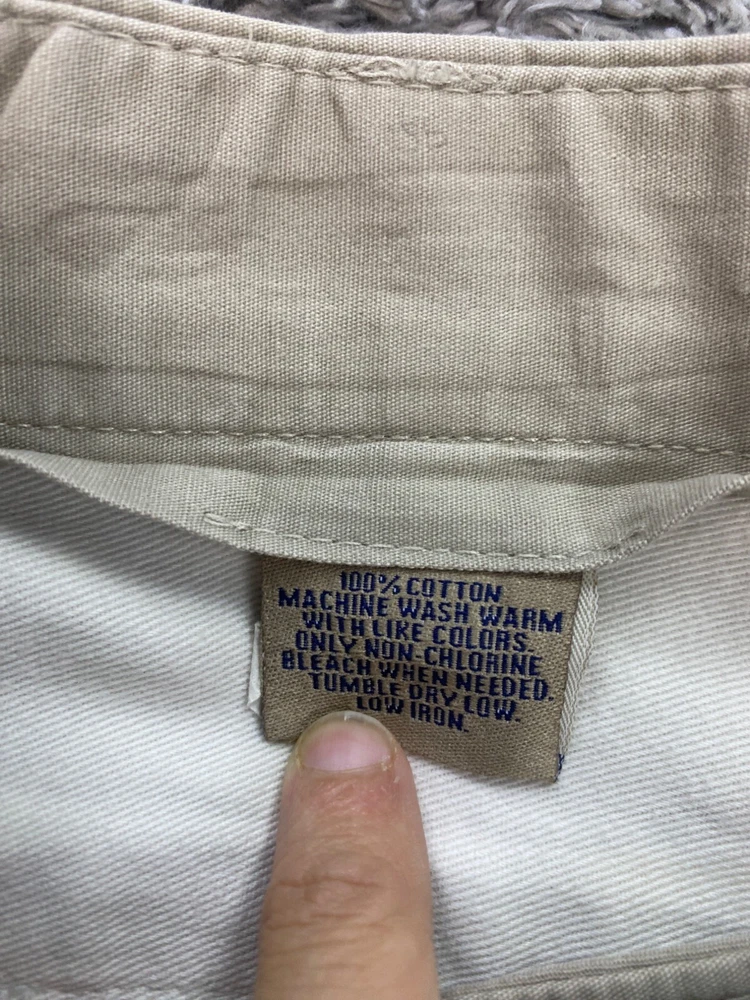 100% COTTON
MACHINE WASH WARM
WITH LIKE COLORS.
ONLY NON-CHLORINE
BLEACH WHEN NEEDED.
TUMBLE DRY LOW.
LOW IRON.